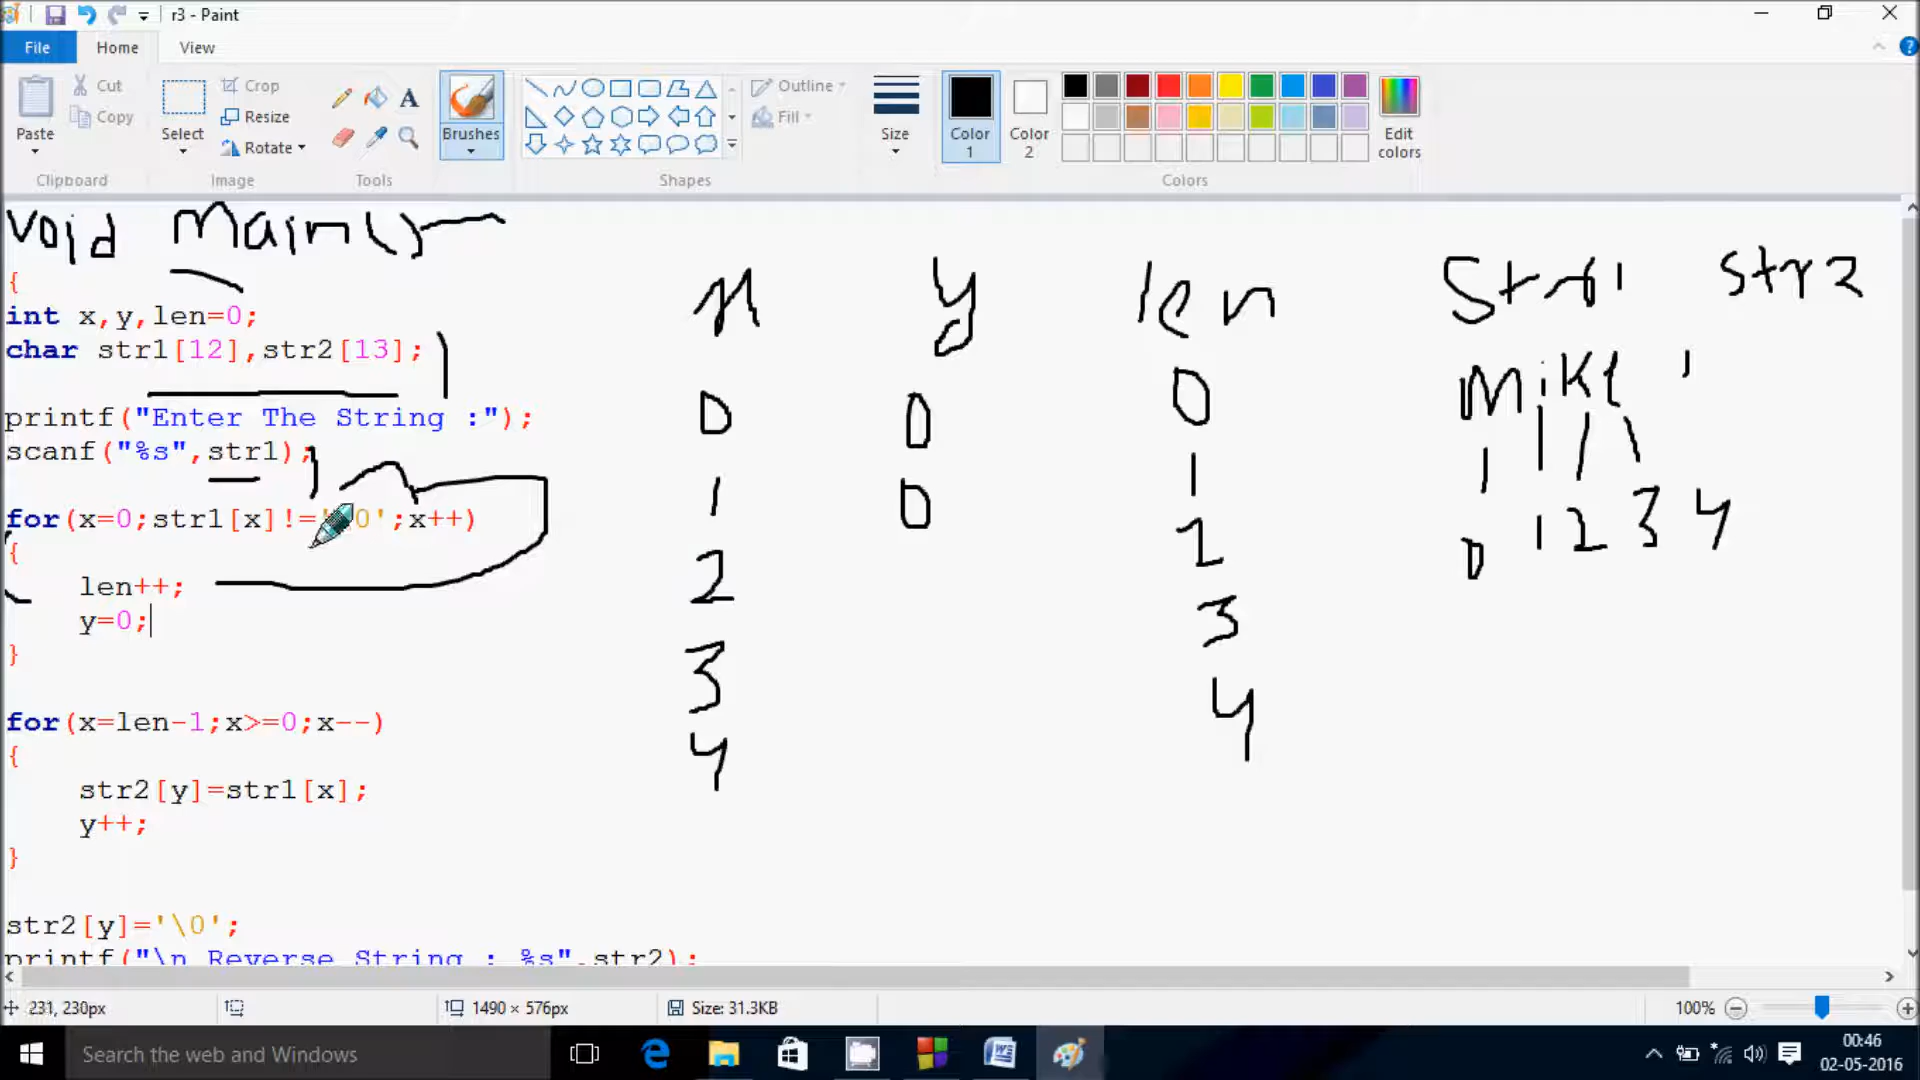 r3 - Paint
File Home View
Paste Cut Copy Select Crop Resize Rotate Brushes Outline Fill Size Color 1 Color 2 Edit colors
Clipboard Image Tools Shapes Colors
void Main()
{
int x,y,len=0;
char str1[12],str2[13];
printf("Enter The String :");
scanf("%s",str1);
for(x=0;str1[x]!='\0';x++)
{
len++;
y=0;
}
for(x=len-1;x>=0;x--)
{
str2[y]=str1[x];
y++;
}
str2[y]='\0';
printf("\n Reverse String : %s",str2);
x y len Str1 str2
0 0 0 Mike
1 0 1
2 2 0 1 2 3 4
3 3
4 4
231, 230px 1490 × 576px Size: 31.3KB 100%
Search the web and Windows
00:46
02-05-2016